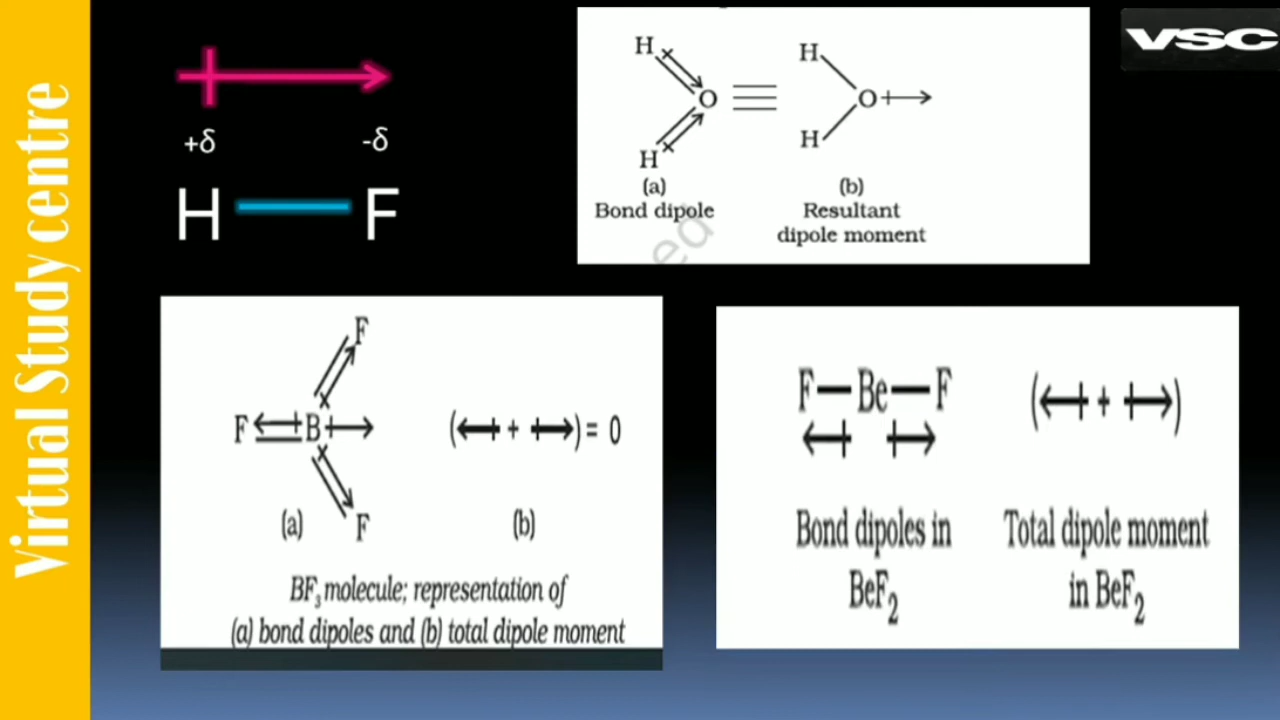 Virtual Study centre
VSC
+δ -δ
H F
H
O
H
(a)
Bond dipole
H
O
H
(b)
Resultant
dipole moment
ed
F
F B
F
(a)
( + ) = 0
(b)
BF3 molecule; representation of
(a) bond dipoles and (b) total dipole moment
F—Be—F
Bond dipoles in
BeF2
( + )
Total dipole moment
in BeF2